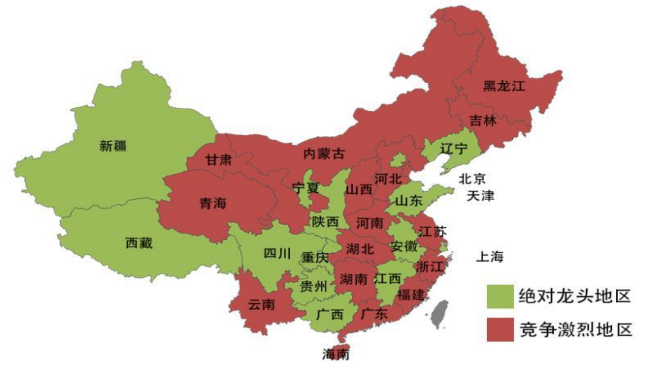 黑龙江
吉林
辽宁
新疆
内蒙古
甘肃
北京
河北
天津
宁夏
山西
山东
青海
陕西
河南
江苏
西藏
四川
重庆
湖北
安徽
上海
浙江
贵州
湖南
江西
福建
云南
广西
广东
海南
绝对龙头地区
竞争激烈地区